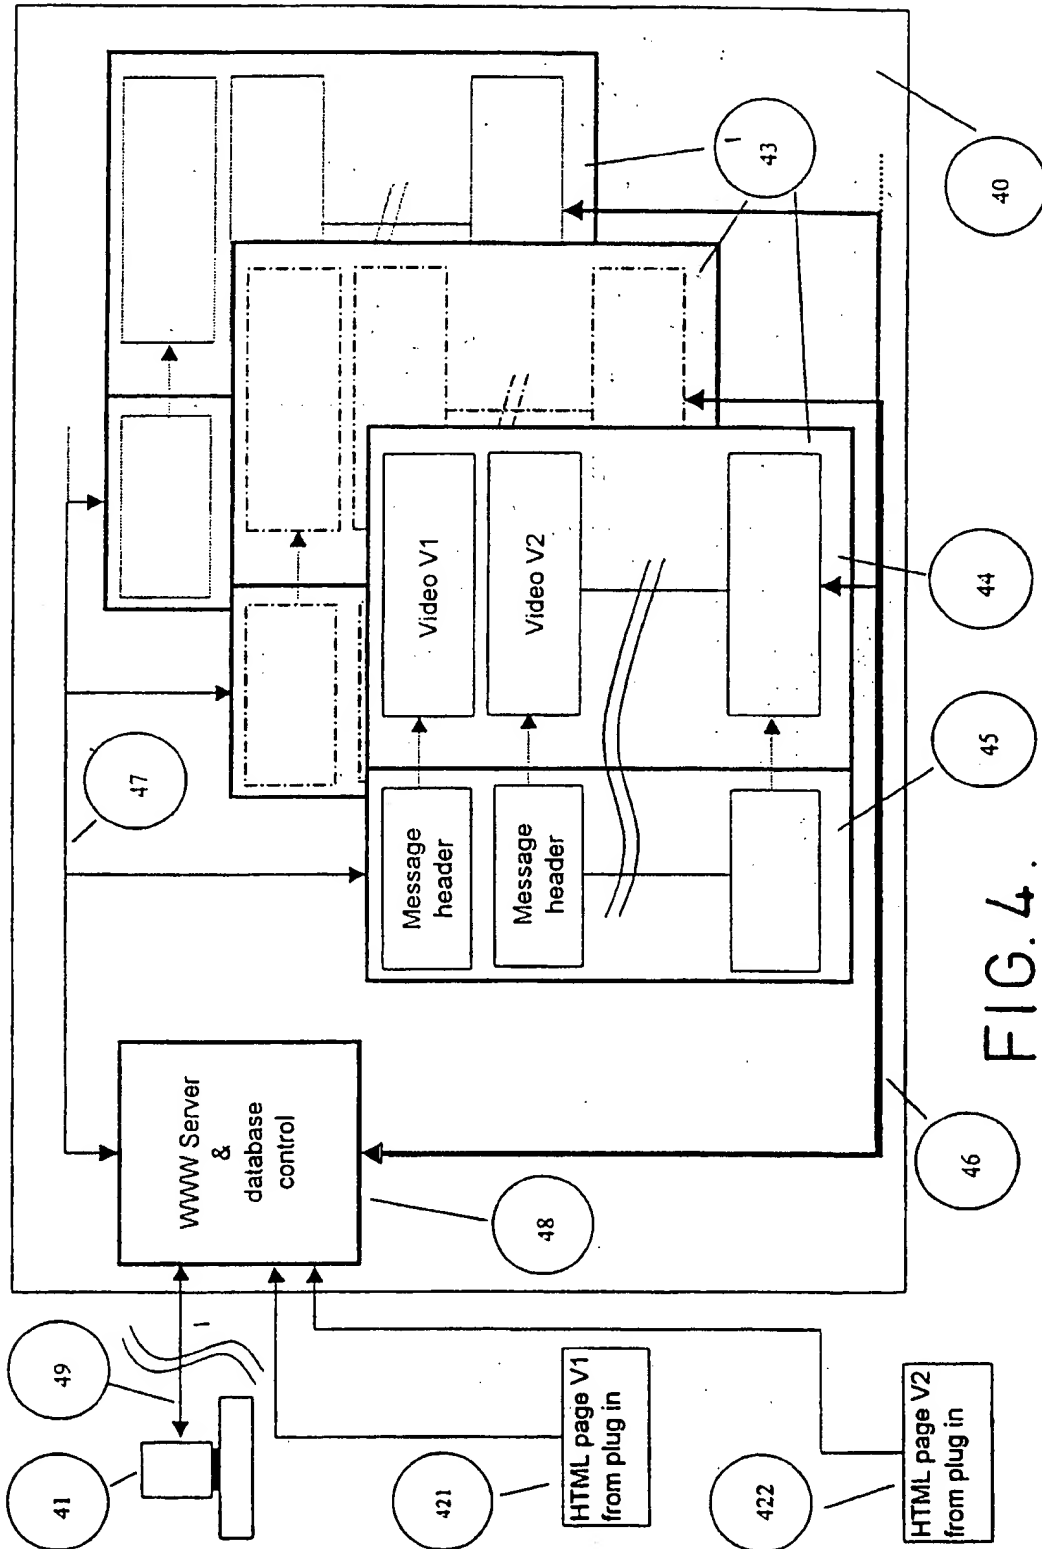 41
49
421
HTML page V1
from plug in
422
HTML page V2
from plug in
WWW Server
&
database
control
48
46
47
Message
header
Message
header
Video V1
Video V2
45
44
43
40
FIG. 4.